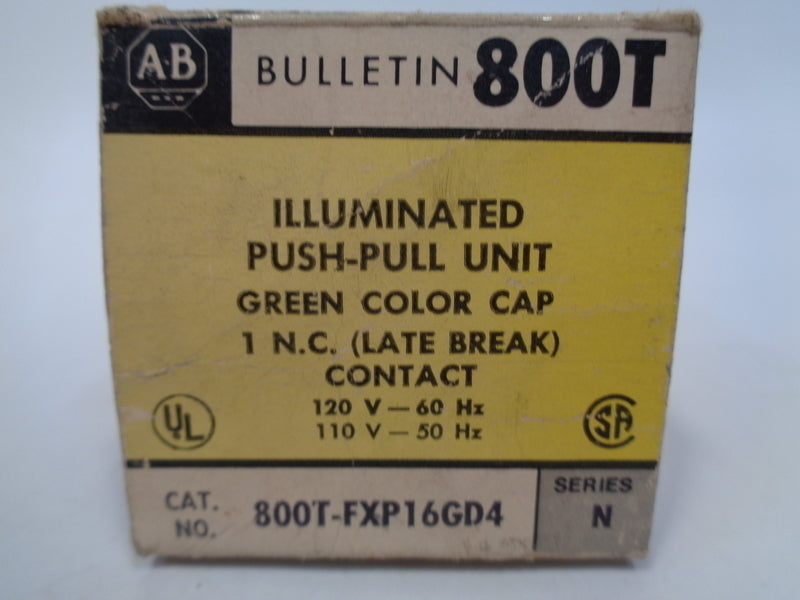 A-B BULLETIN 800T
ILLUMINATED
PUSH-PULL UNIT
GREEN COLOR CAP
1 N.C. (LATE BREAK)
CONTACT
120 V — 60 Hz
110 V — 50 Hz
UL
SA
CAT. NO. 800T-FXP16GD4
SERIES N